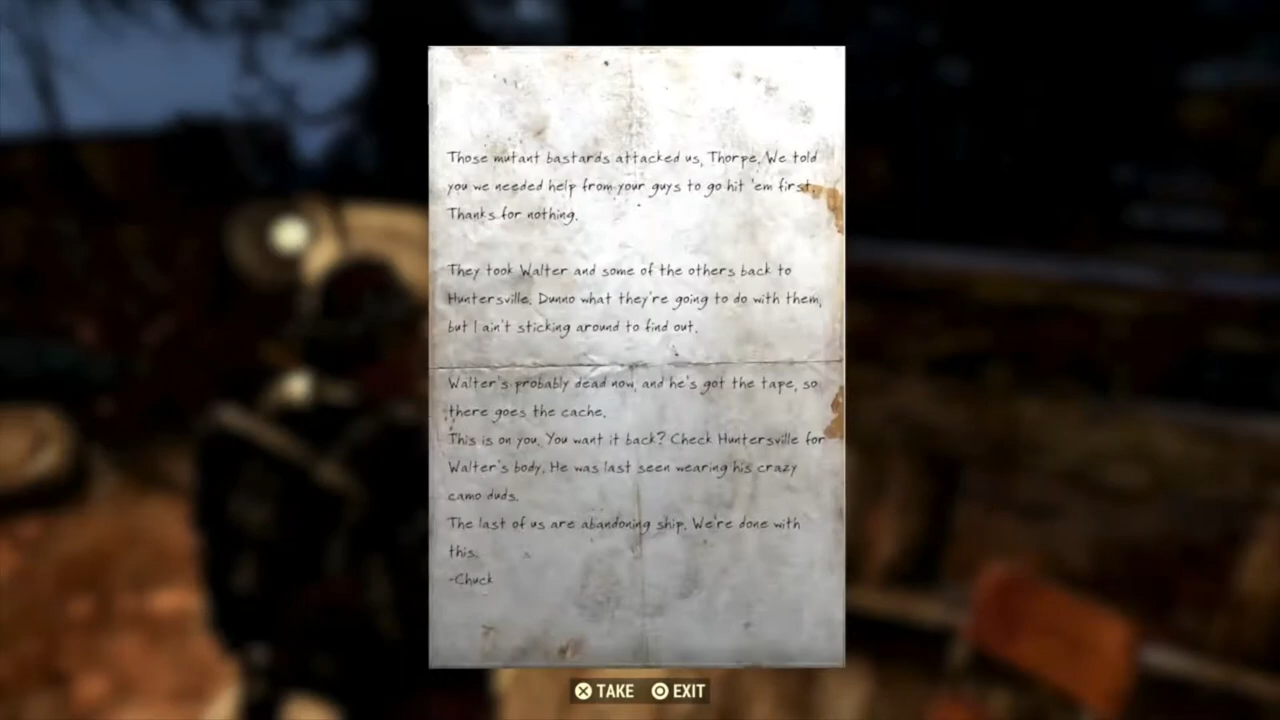 Those mutant bastards attacked us, Thorpe. We told
you we needed help from your guys to go hit 'em first.
Thanks for nothing.
They took Walter and some of the others back to
Huntersville. Dunno what they're going to do with them,
but I ain't sticking around to find out.
Walter's probably dead now, and he's got the tape, so
there goes the cache.
This is on you. You want it back? Check Huntersville for
Walter's body. He was last seen wearing his crazy
camo duds.
The last of us are abandoning ship. We're done with
this.
-Chuck
TAKE EXIT